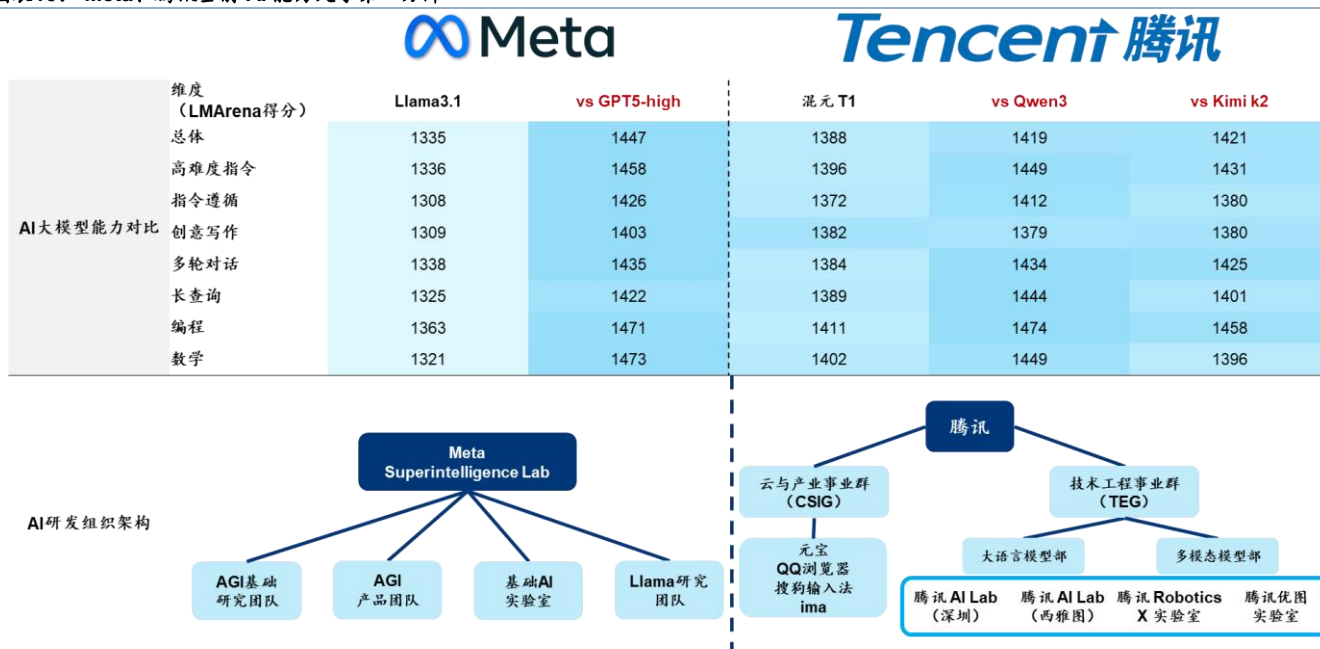 Meta
Tencent 腾讯
维度
（LMArena得分）
Llama3.1
vs GPT5-high
混元 T1
vs Qwen3
vs Kimi k2
AI大模型能力对比
总体 1335 1447 1388 1419 1421
高难度指令 1336 1458 1396 1449 1431
指令遵循 1308 1426 1372 1412 1380
创意写作 1309 1403 1382 1379 1380
多轮对话 1338 1435 1384 1434 1425
长查询 1325 1422 1389 1444 1401
编程 1363 1471 1411 1474 1458
数学 1321 1473 1402 1449 1396
AI研发组织架构
Meta
Superintelligence Lab
AGI基础
研究团队
AGI
产品团队
基础AI
实验室
Llama研究
团队
腾讯
云与产业事业群
（CSIG）
技术工程事业群
（TEG）
元宝
QQ浏览器
搜狗输入法
ima
大语言模型部
多模态模型部
腾讯 AI Lab
（深圳）
腾讯 AI Lab
（西雅图）
腾讯 Robotics
X 实验室
腾讯优图
实验室